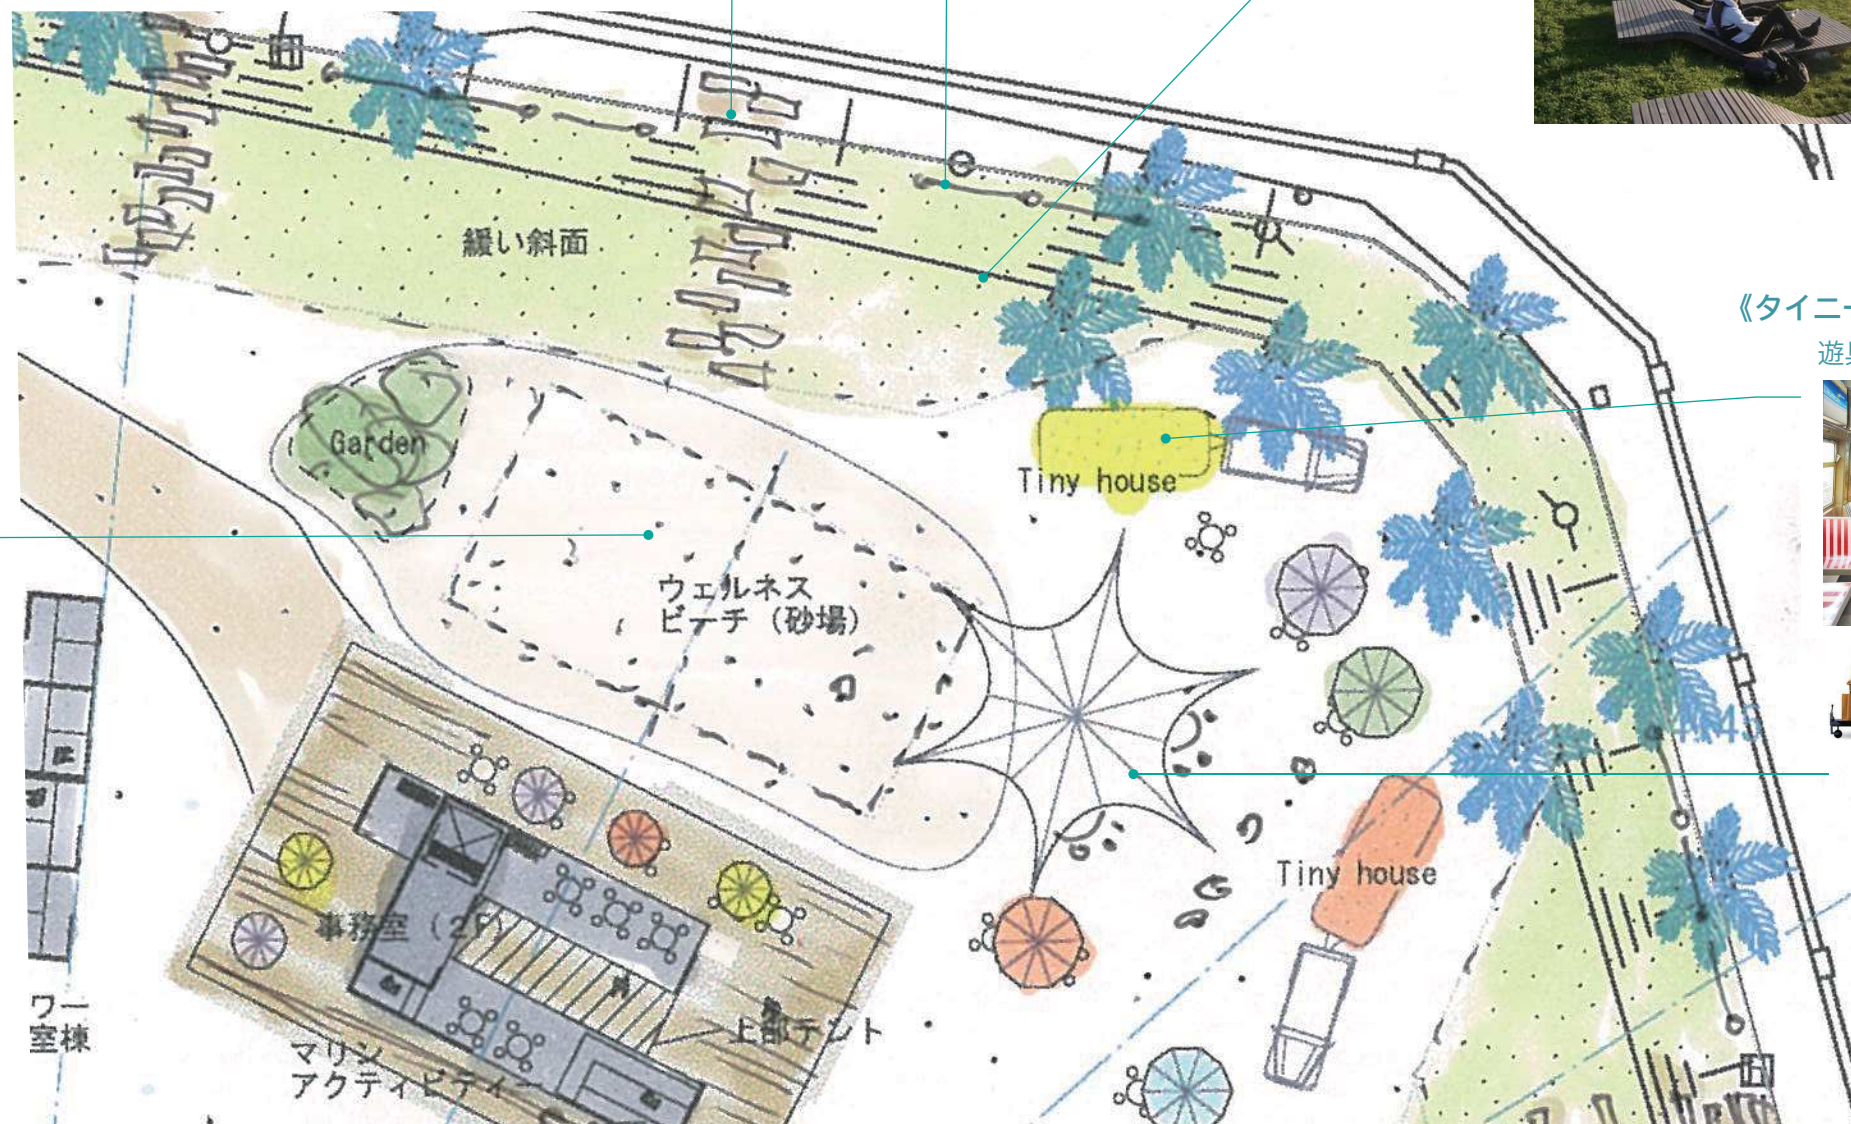 緩い斜面
《タイニー
遊具
Garden
Tiny house
ウェルネス
ビーチ (砂場)
Tiny house
事務室 (2F)
上部テント
ワー
室棟
マリン
アクティビティー